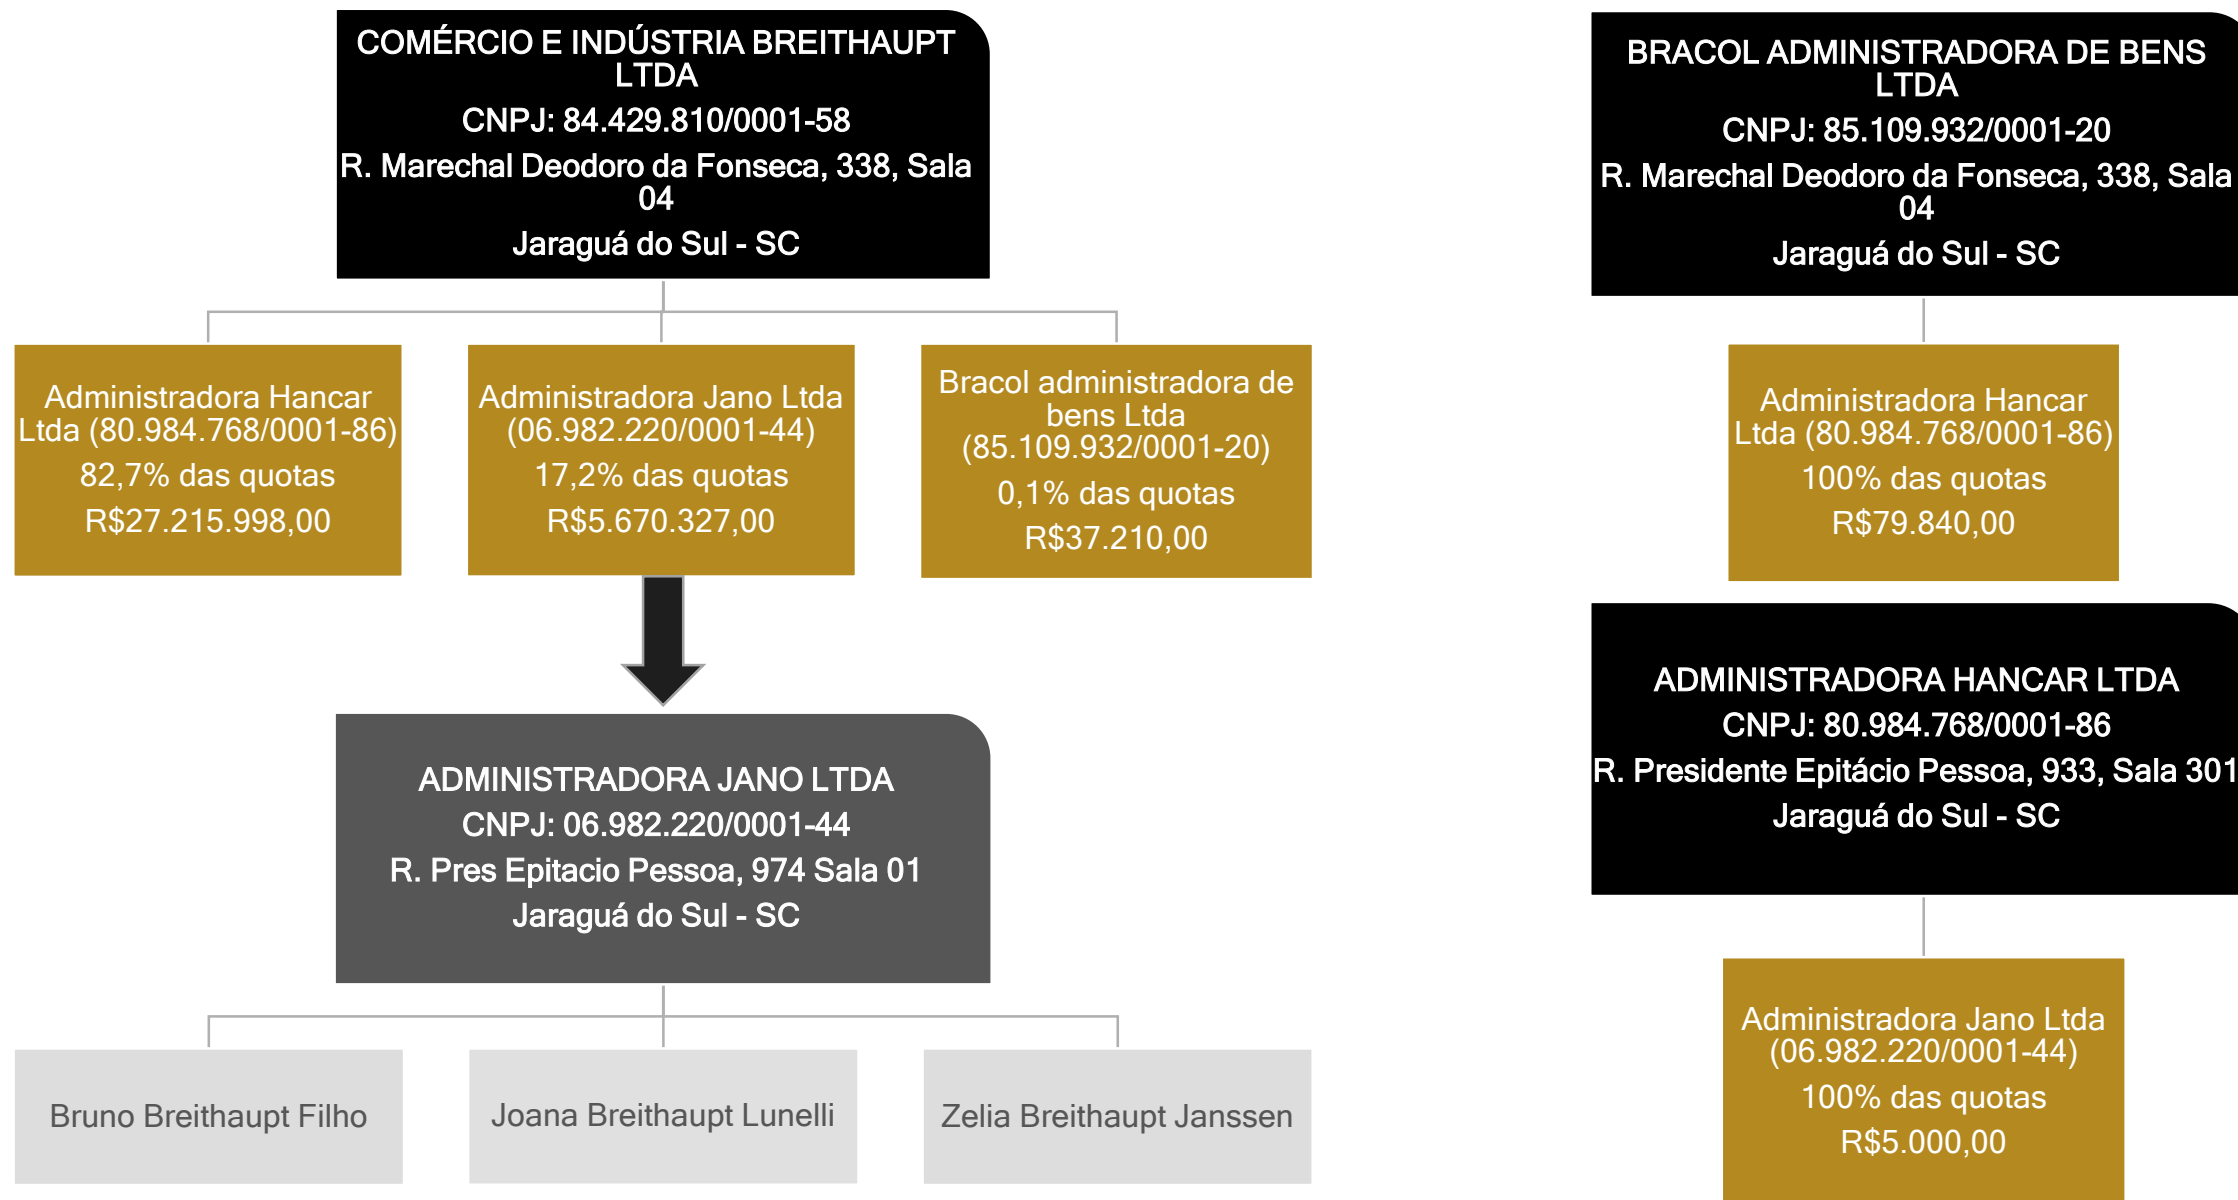 COMÉRCIO E INDÚSTRIA BREITHAUPT
LTDA
CNPJ: 84.429.810/0001-58
R. Marechal Deodoro da Fonseca, 338, Sala
04
Jaraguá do Sul - SC
Administradora Hancar
Ltda (80.984.768/0001-86)
82,7% das quotas
R$27.215.998,00
Administradora Jano Ltda
(06.982.220/0001-44)
17,2% das quotas
R$5.670.327,00
Bracol administradora de
bens Ltda
(85.109.932/0001-20)
0,1% das quotas
R$37.210,00
ADMINISTRADORA JANO LTDA
CNPJ: 06.982.220/0001-44
R. Pres Epitacio Pessoa, 974 Sala 01
Jaraguá do Sul - SC
Bruno Breithaupt Filho
Joana Breithaupt Lunelli
Zelia Breithaupt Janssen
BRACOL ADMINISTRADORA DE BENS
LTDA
CNPJ: 85.109.932/0001-20
R. Marechal Deodoro da Fonseca, 338, Sala
04
Jaraguá do Sul - SC
Administradora Hancar
Ltda (80.984.768/0001-86)
100% das quotas
R$79.840,00
ADMINISTRADORA HANCAR LTDA
CNPJ: 80.984.768/0001-86
R. Presidente Epitácio Pessoa, 933, Sala 301
Jaraguá do Sul - SC
Administradora Jano Ltda
(06.982.220/0001-44)
100% das quotas
R$5.000,00